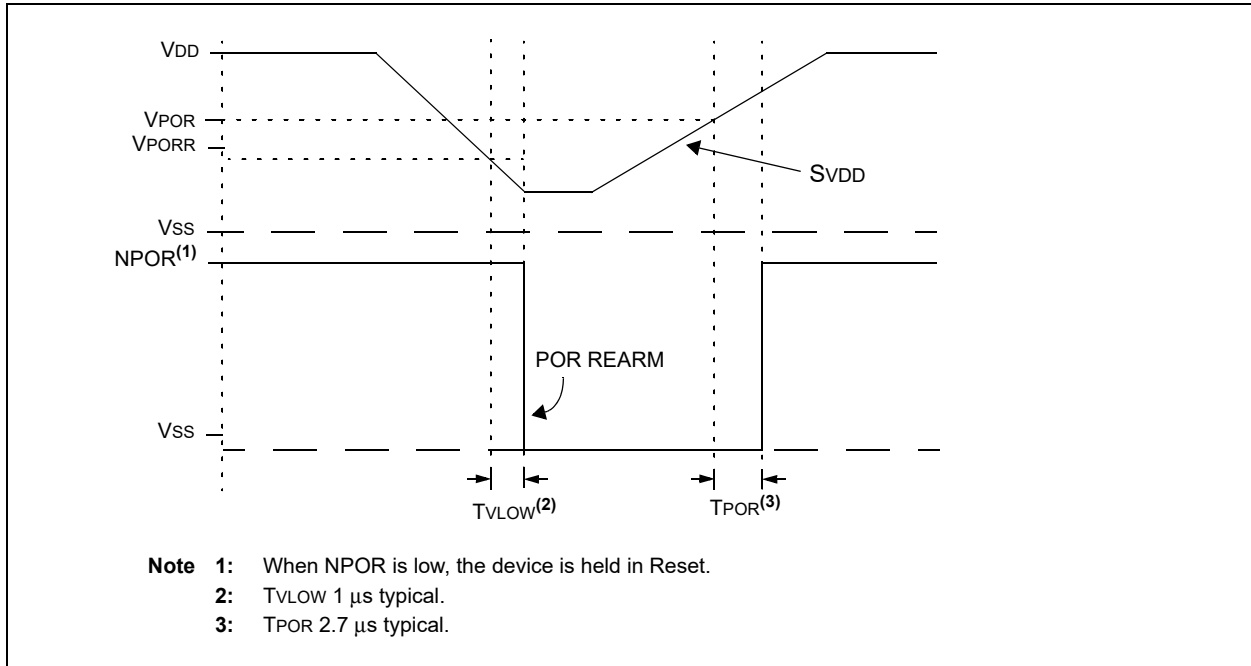 VDD
VPOR
VPORR
SVDD
VSS
NPOR(1)
POR REARM
VSS
TVLOW(2)
TPOR(3)
Note 1: When NPOR is low, the device is held in Reset.
2: TVLOW 1 μs typical.
3: TPOR 2.7 μs typical.